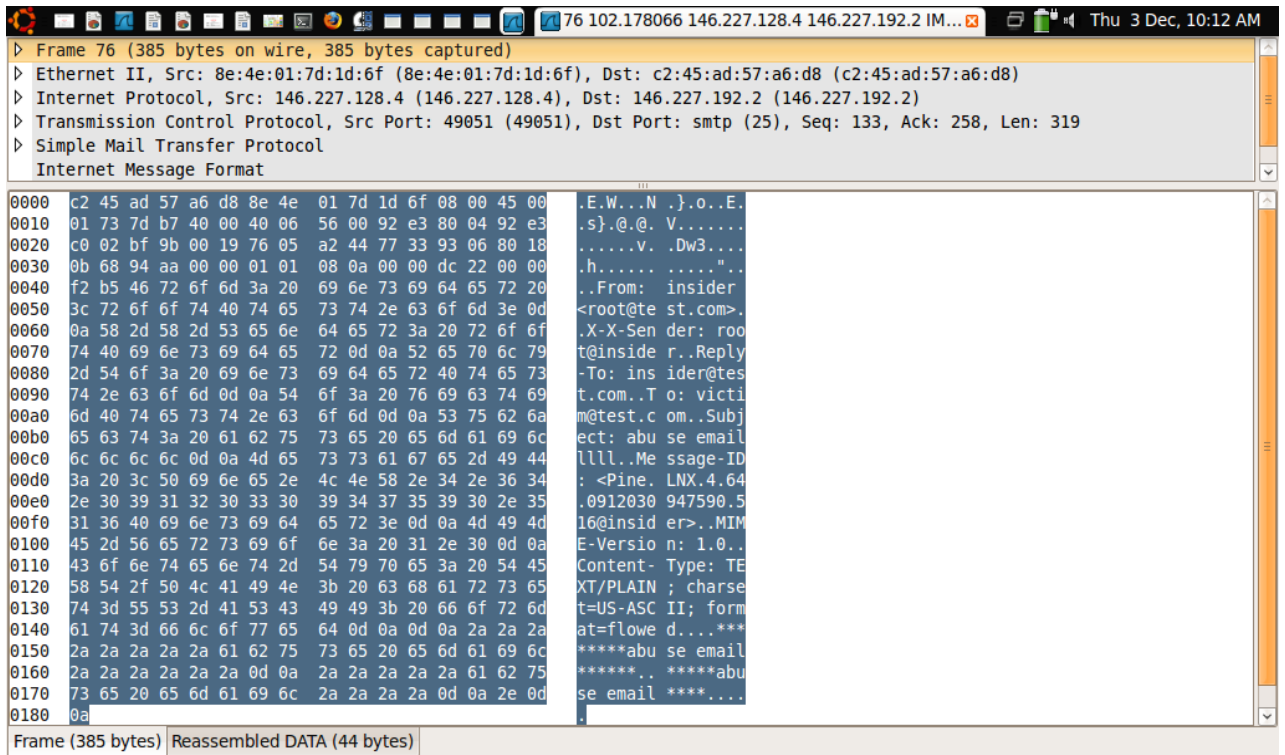 76 102.178066 146.227.128.4 146.227.192.2 IM... Thu 3 Dec, 10:12 AM
Frame 76 (385 bytes on wire, 385 bytes captured)
Ethernet II, Src: 8e:4e:01:7d:1d:6f (8e:4e:01:7d:1d:6f), Dst: c2:45:ad:57:a6:d8 (c2:45:ad:57:a6:d8)
Internet Protocol, Src: 146.227.128.4 (146.227.128.4), Dst: 146.227.192.2 (146.227.192.2)
Transmission Control Protocol, Src Port: 49051 (49051), Dst Port: smtp (25), Seq: 133, Ack: 258, Len: 319
Simple Mail Transfer Protocol
Internet Message Format
0000 c2 45 ad 57 a6 d8 8e 4e 01 7d 1d 6f 08 00 45 00 .E.W...N .}.o..E.
0010 01 73 7d b7 40 00 40 06 56 00 92 e3 80 04 92 e3 .s}.@.@. V.......
0020 c0 02 bf 9b 00 19 76 05 a2 44 77 33 93 06 80 18 ......v. .Dw3....
0030 0b 68 94 aa 00 00 01 01 08 0a 00 00 dc 22 00 00 .h...... ....."..
0040 f2 b5 46 72 6f 6d 3a 20 69 6e 73 69 64 65 72 20 ..From: insider
0050 3c 72 6f 6f 74 40 74 65 73 74 2e 63 6f 6d 3e 0d <root@te st.com>.
0060 0a 58 2d 58 2d 53 65 6e 64 65 72 3a 20 72 6f 6f .X-X-Sen der: roo
0070 74 40 69 6e 73 69 64 65 72 0d 0a 52 65 70 6c 79 t@inside r..Reply
0080 2d 54 6f 3a 20 69 6e 73 69 64 65 72 40 74 65 73 -To: ins ider@tes
0090 74 2e 63 6f 6d 0d 0a 54 6f 3a 20 76 69 63 74 69 t.com..T o: victi
00a0 6d 40 74 65 73 74 2e 63 6f 6d 0d 0a 53 75 62 6a m@test.c om..Subj
00b0 65 63 74 3a 20 61 62 75 73 65 20 65 6d 61 69 6c ect: abu se email
00c0 6c 6c 6c 6c 0d 0a 4d 65 73 73 61 67 65 2d 49 44 llll..Me ssage-ID
00d0 3a 20 3c 50 69 6e 65 2e 4c 4e 58 2e 34 2e 36 34 : <Pine. LNX.4.64
00e0 2e 30 39 31 32 30 33 30 39 34 37 35 39 30 2e 35 .0912030 947590.5
00f0 31 36 40 69 6e 73 69 64 65 72 3e 0d 0a 4d 49 4d 16@insid er>..MIM
0100 45 2d 56 65 72 73 69 6f 6e 3a 20 31 2e 30 0d 0a E-Versio n: 1.0..
0110 43 6f 6e 74 65 6e 74 2d 54 79 70 65 3a 20 54 45 Content- Type: TE
0120 58 54 2f 50 4c 41 49 4e 3b 20 63 68 61 72 73 65 XT/PLAIN ; charse
0130 74 3d 55 53 2d 41 53 43 49 49 3b 20 66 6f 72 6d t=US-ASC II; form
0140 61 74 3d 66 6c 6f 77 65 64 0d 0a 0d 0a 2a 2a 2a at=flowe d....***
0150 2a 2a 2a 2a 2a 61 62 75 73 65 20 65 6d 61 69 6c *****abu se email
0160 2a 2a 2a 2a 2a 2a 0d 0a 2a 2a 2a 2a 2a 61 62 75 ******.. *****abu
0170 73 65 20 65 6d 61 69 6c 2a 2a 2a 2a 0d 0a 2e 0d se email ****....
0180 0a .
Frame (385 bytes) Reassembled DATA (44 bytes)